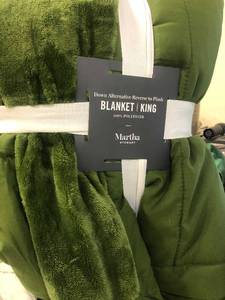 Down Alternative Reverse to Plush
BLANKET | KING
100% POLYESTER
Martha
STEWART